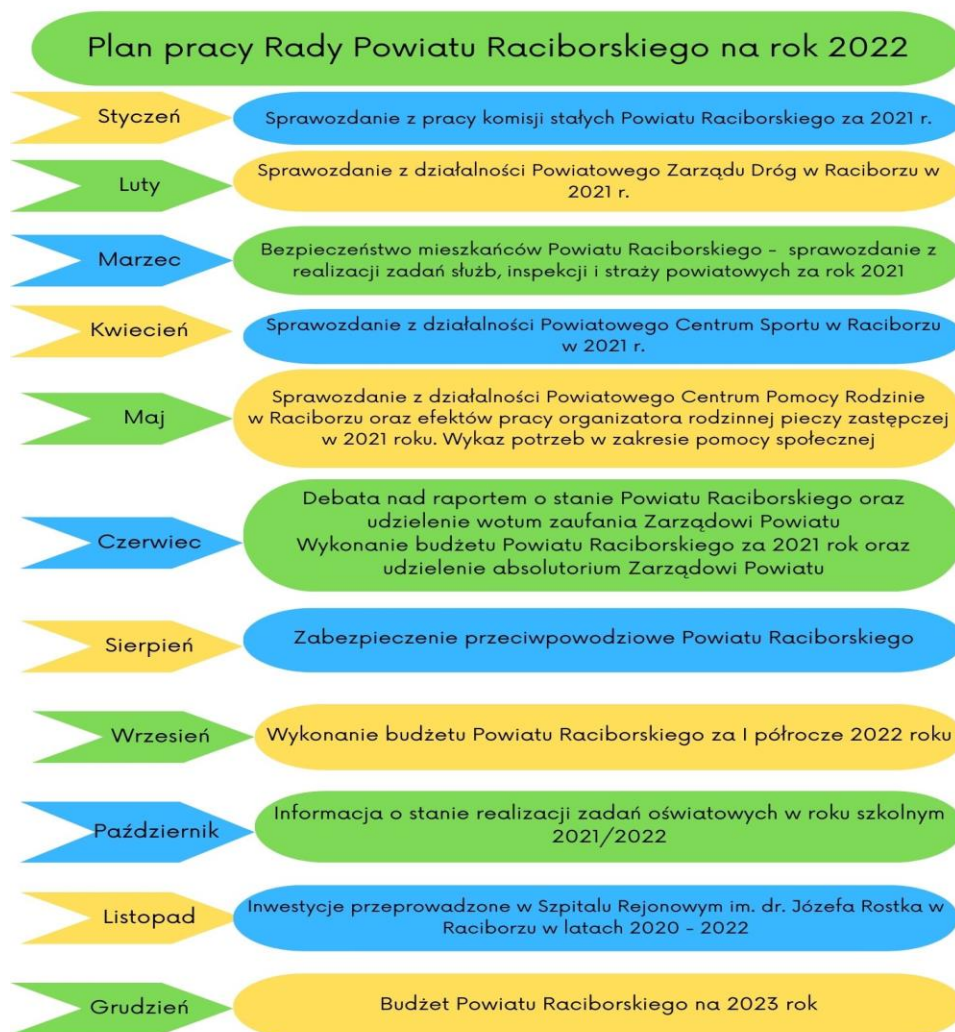 Plan pracy Rady Powiatu Raciborskiego na rok 2022
Styczeń
Sprawozdanie z pracy komisji stałych Powiatu Raciborskiego za 2021 r.
Luty
Sprawozdanie z działalności Powiatowego Zarządu Dróg w Raciborzu w
2021 r.
Marzec
Bezpieczeństwo mieszkańców Powiatu Raciborskiego - sprawozdanie z
realizacji zadań służb, inspekcji i straży powiatowych za rok 2021
Kwiecień
Sprawozdanie z działalności Powiatowego Centrum Sportu w Raciborzu
w 2021 r.
Maj
Sprawozdanie z działalności Powiatowego Centrum Pomocy Rodzinie
w Raciborzu oraz efektów pracy organizatora rodzinnej pieczy zastępczej
w 2021 roku. Wykaz potrzeb w zakresie pomocy społecznej
Czerwiec
Debata nad raportem o stanie Powiatu Raciborskiego oraz
udzielenie wotum zaufania Zarządowi Powiatu
Wykonanie budżetu Powiatu Raciborskiego za 2021 rok oraz
udzielenie absolutorium Zarządowi Powiatu
Sierpień
Zabezpieczenie przeciwpowodziowe Powiatu Raciborskiego
Wrzesień
Wykonanie budżetu Powiatu Raciborskiego za I półrocze 2022 roku
Październik
Informacja o stanie realizacji zadań oświatowych w roku szkolnym
2021/2022
Listopad
Inwestycje przeprowadzone w Szpitalu Rejonowym im. dr. Józefa Rostka w
Raciborzu w latach 2020 - 2022
Grudzień
Budżet Powiatu Raciborskiego na 2023 rok